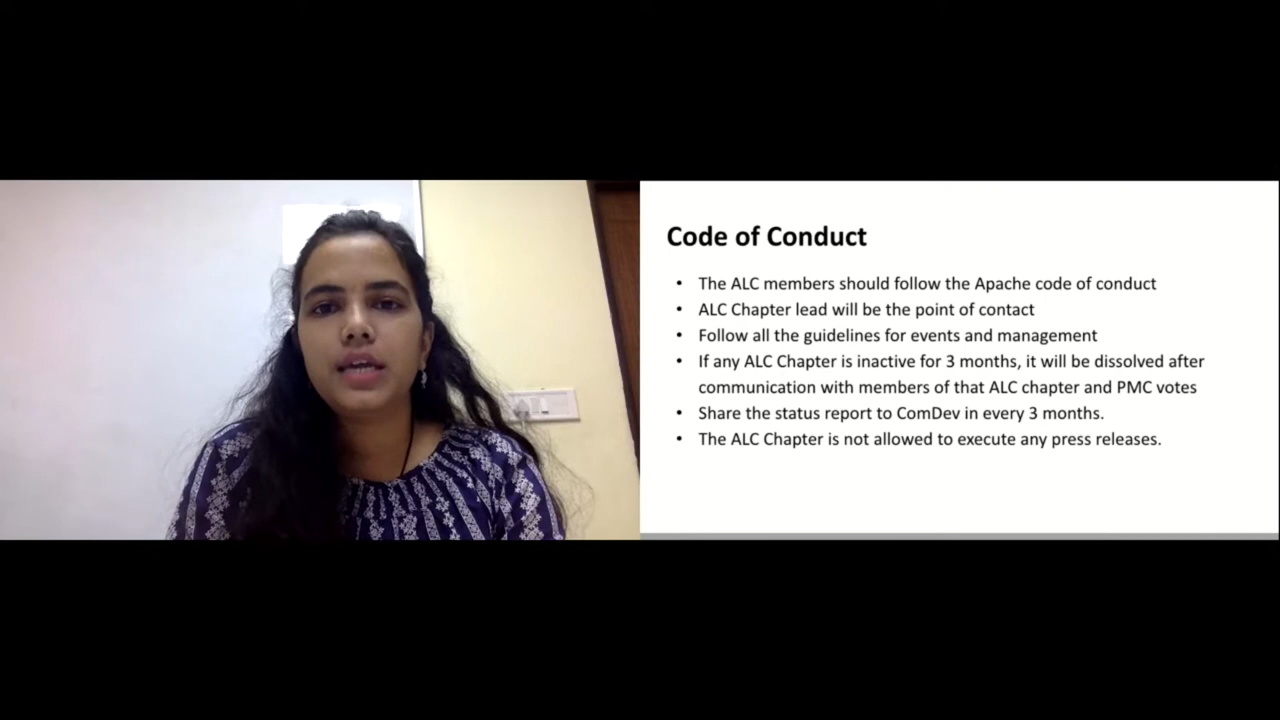 Code of Conduct
• The ALC members should follow the Apache code of conduct
• ALC Chapter lead will be the point of contact
• Follow all the guidelines for events and management
• If any ALC Chapter is inactive for 3 months, it will be dissolved after
communication with members of that ALC chapter and PMC votes
• Share the status report to ComDev in every 3 months.
• The ALC Chapter is not allowed to execute any press releases.